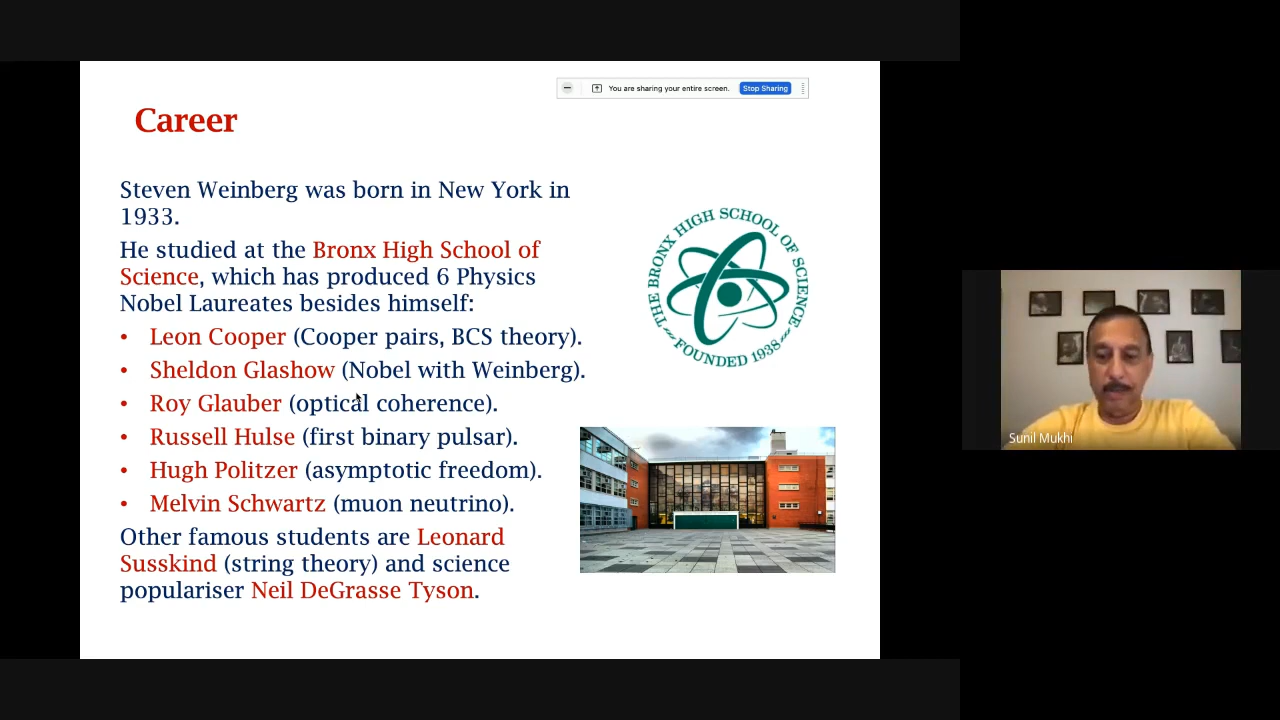 You are sharing your entire screen.
Stop Sharing
Career
Steven Weinberg was born in New York in
1933.
He studied at the Bronx High School of
Science, which has produced 6 Physics
Nobel Laureates besides himself:
• Leon Cooper (Cooper pairs, BCS theory).
• Sheldon Glashow (Nobel with Weinberg).
• Roy Glauber (optical coherence).
• Russell Hulse (first binary pulsar).
• Hugh Politzer (asymptotic freedom).
• Melvin Schwartz (muon neutrino).
Other famous students are Leonard
Susskind (string theory) and science
populariser Neil DeGrasse Tyson.
THE BRONX HIGH SCHOOL OF SCIENCE
FOUNDED 1938
Sunil Mukhi